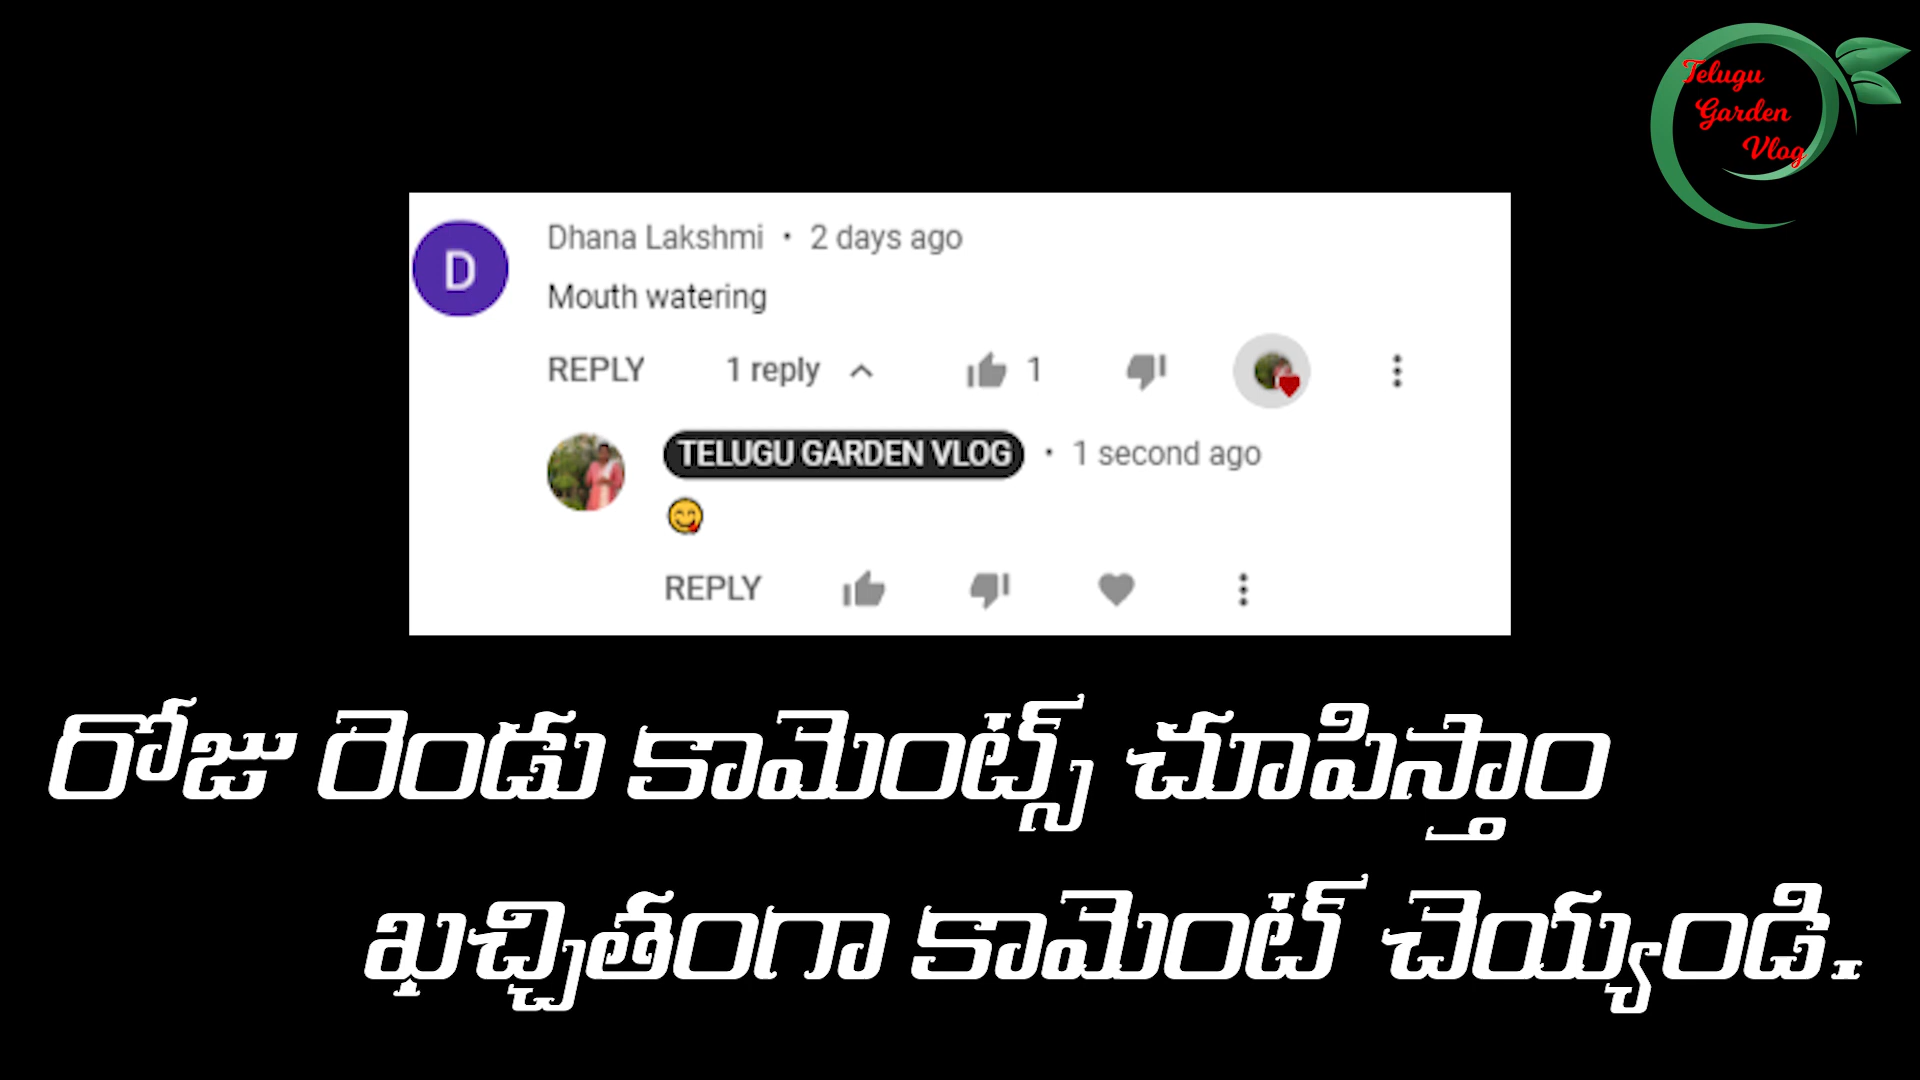 Telugu
Garden
Vlog
D
Dhana Lakshmi • 2 days ago
Mouth watering
REPLY 1 reply 1
TELUGU GARDEN VLOG • 1 second ago
😋
REPLY
రోజు రెండు కామెంట్స్ చూపిస్తాం
ఖచ్చితంగా కామెంట్ చెయ్యండి.